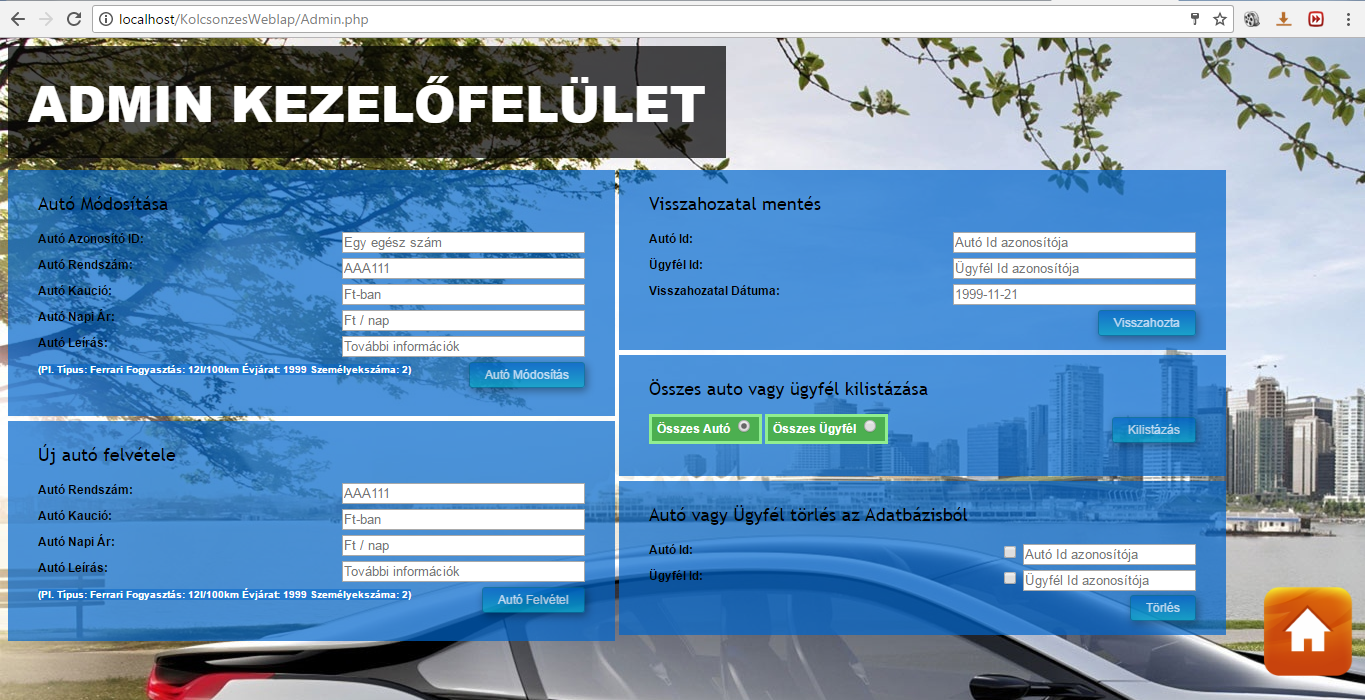 localhost/KolcsonzesWeblap/Admin.php
ADMIN KEZELŐFELÜLET
Autó Módosítása
Autó Azonosító ID: Egy egész szám
Autó Rendszám: AAA111
Autó Kaució: Ft-ban
Autó Napi Ár: Ft / nap
Autó Leírás: További információk
(Pl. Típus: Ferrari Fogyasztás: 12l/100km Évjárat: 1999 Személyekszáma: 2) Autó Módosítás
Új autó felvétele
Autó Rendszám: AAA111
Autó Kaució: Ft-ban
Autó Napi Ár: Ft / nap
Autó Leírás: További információk
(Pl. Típus: Ferrari Fogyasztás: 12l/100km Évjárat: 1999 Személyekszáma: 2) Autó Felvétel
Visszahozatal mentés
Autó Id: Autó Id azonosítója
Ügyfél Id: Ügyfél Id azonosítója
Visszahozatal Dátuma: 1999-11-21
Visszahozta
Összes auto vagy ügyfél kilistázása
Összes Autó Összes Ügyfél Kilistázás
Autó vagy Ügyfél törlés az Adatbázisból
Autó Id: Autó Id azonosítója
Ügyfél Id: Ügyfél Id azonosítója
Törlés